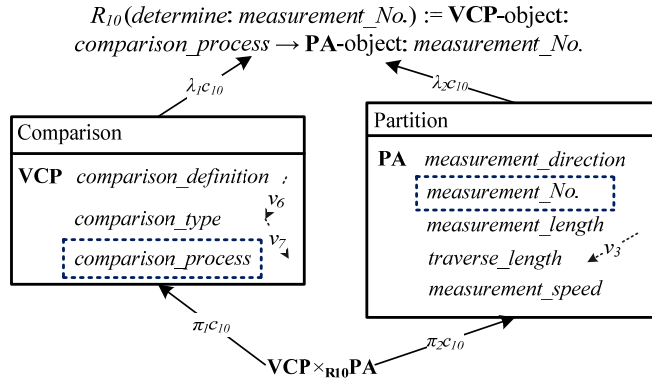 R10(determine: measurement_No.) := VCP-object:
comparison_process → PA-object: measurement_No.
λ1c10
λ2c10
Comparison
VCP comparison_definition
v6
comparison_type
v7
comparison_process
Partition
PA measurement_direction
measurement_No.
measurement_length
v3
traverse_length
measurement_speed
π1c10
π2c10
VCP×R10PA